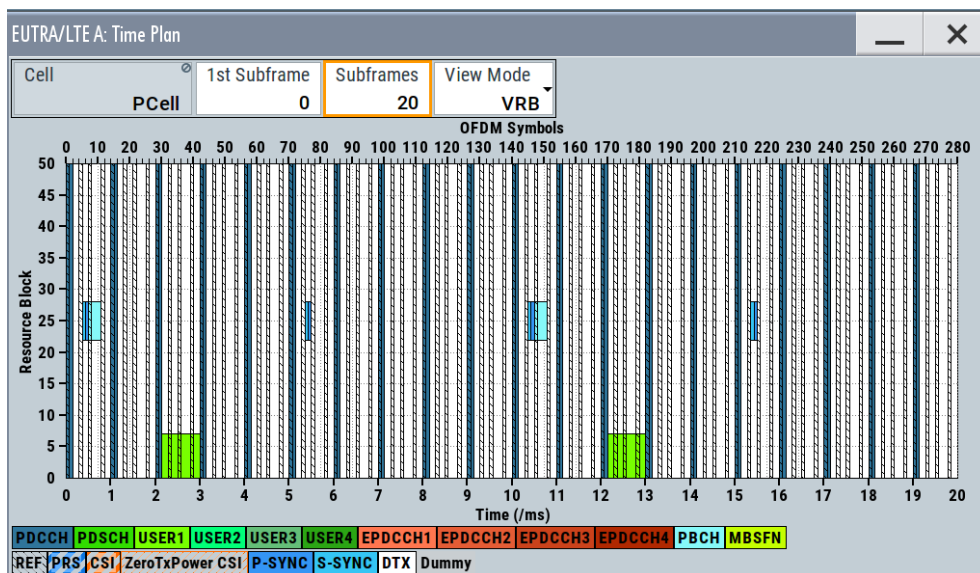 EUTRA/LTE A: Time Plan
Cell 1st Subframe Subframes View Mode
PCell 0 20 VRB
OFDM Symbols
0 10 20 30 40 50 60 70 80 90 100 110 120 130 140 150 160 170 180 190 200 210 220 230 240 250 260 270 280
50
45
40
35
30
25
20
15
10
5
0
Resource Block
0 1 2 3 4 5 6 7 8 9 10 11 12 13 14 15 16 17 18 19 20
Time (/ms)
PDCCH PDSCH USER1 USER2 USER3 USER4 EPDCCH1 EPDCCH2 EPDCCH3 EPDCCH4 PBCH MBSFN
REF PRS CSI ZeroTxPower CSI P-SYNC S-SYNC DTX Dummy